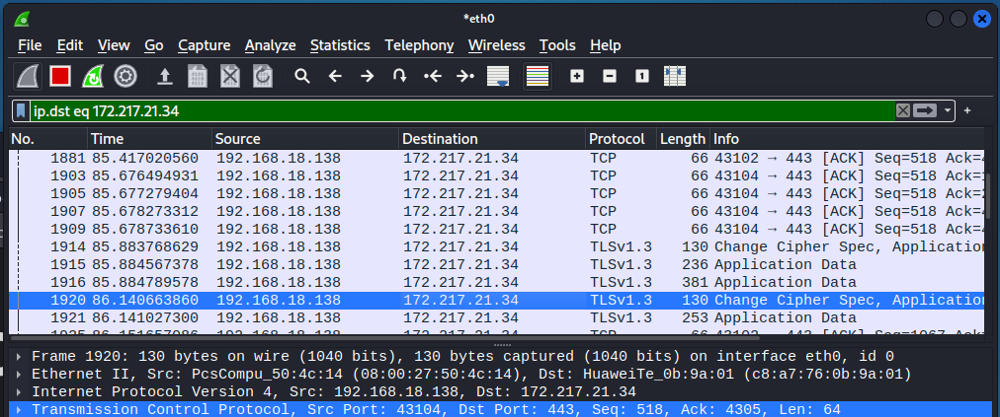 *eth0
File Edit View Go Capture Analyze Statistics Telephony Wireless Tools Help
ip.dst eq 172.217.21.34
No. Time Source Destination Protocol Length Info
1881 85.417020560 192.168.18.138 172.217.21.34 TCP 66 43102 → 443 [ACK] Seq=518 Ack=4
1903 85.676494931 192.168.18.138 172.217.21.34 TCP 66 43104 → 443 [ACK] Seq=518 Ack=
1905 85.677279404 192.168.18.138 172.217.21.34 TCP 66 43104 → 443 [ACK] Seq=518 Ack=
1907 85.678273312 192.168.18.138 172.217.21.34 TCP 66 43104 → 443 [ACK] Seq=518 Ack=
1909 85.678733610 192.168.18.138 172.217.21.34 TCP 66 43104 → 443 [ACK] Seq=518 Ack=4
1914 85.883768629 192.168.18.138 172.217.21.34 TLSv1.3 130 Change Cipher Spec, Application
1915 85.884567378 192.168.18.138 172.217.21.34 TLSv1.3 236 Application Data
1916 85.884789578 192.168.18.138 172.217.21.34 TLSv1.3 381 Application Data
1920 86.140663860 192.168.18.138 172.217.21.34 TLSv1.3 130 Change Cipher Spec, Application
1921 86.141027300 192.168.18.138 172.217.21.34 TLSv1.3 253 Application Data
Frame 1920: 130 bytes on wire (1040 bits), 130 bytes captured (1040 bits) on interface eth0, id 0
Ethernet II, Src: PcsCompu_50:4c:14 (08:00:27:50:4c:14), Dst: HuaweiTe_0b:9a:01 (c8:a7:76:0b:9a:01)
Internet Protocol Version 4, Src: 192.168.18.138, Dst: 172.217.21.34
Transmission Control Protocol, Src Port: 43104, Dst Port: 443, Seq: 518, Ack: 4305, Len: 64